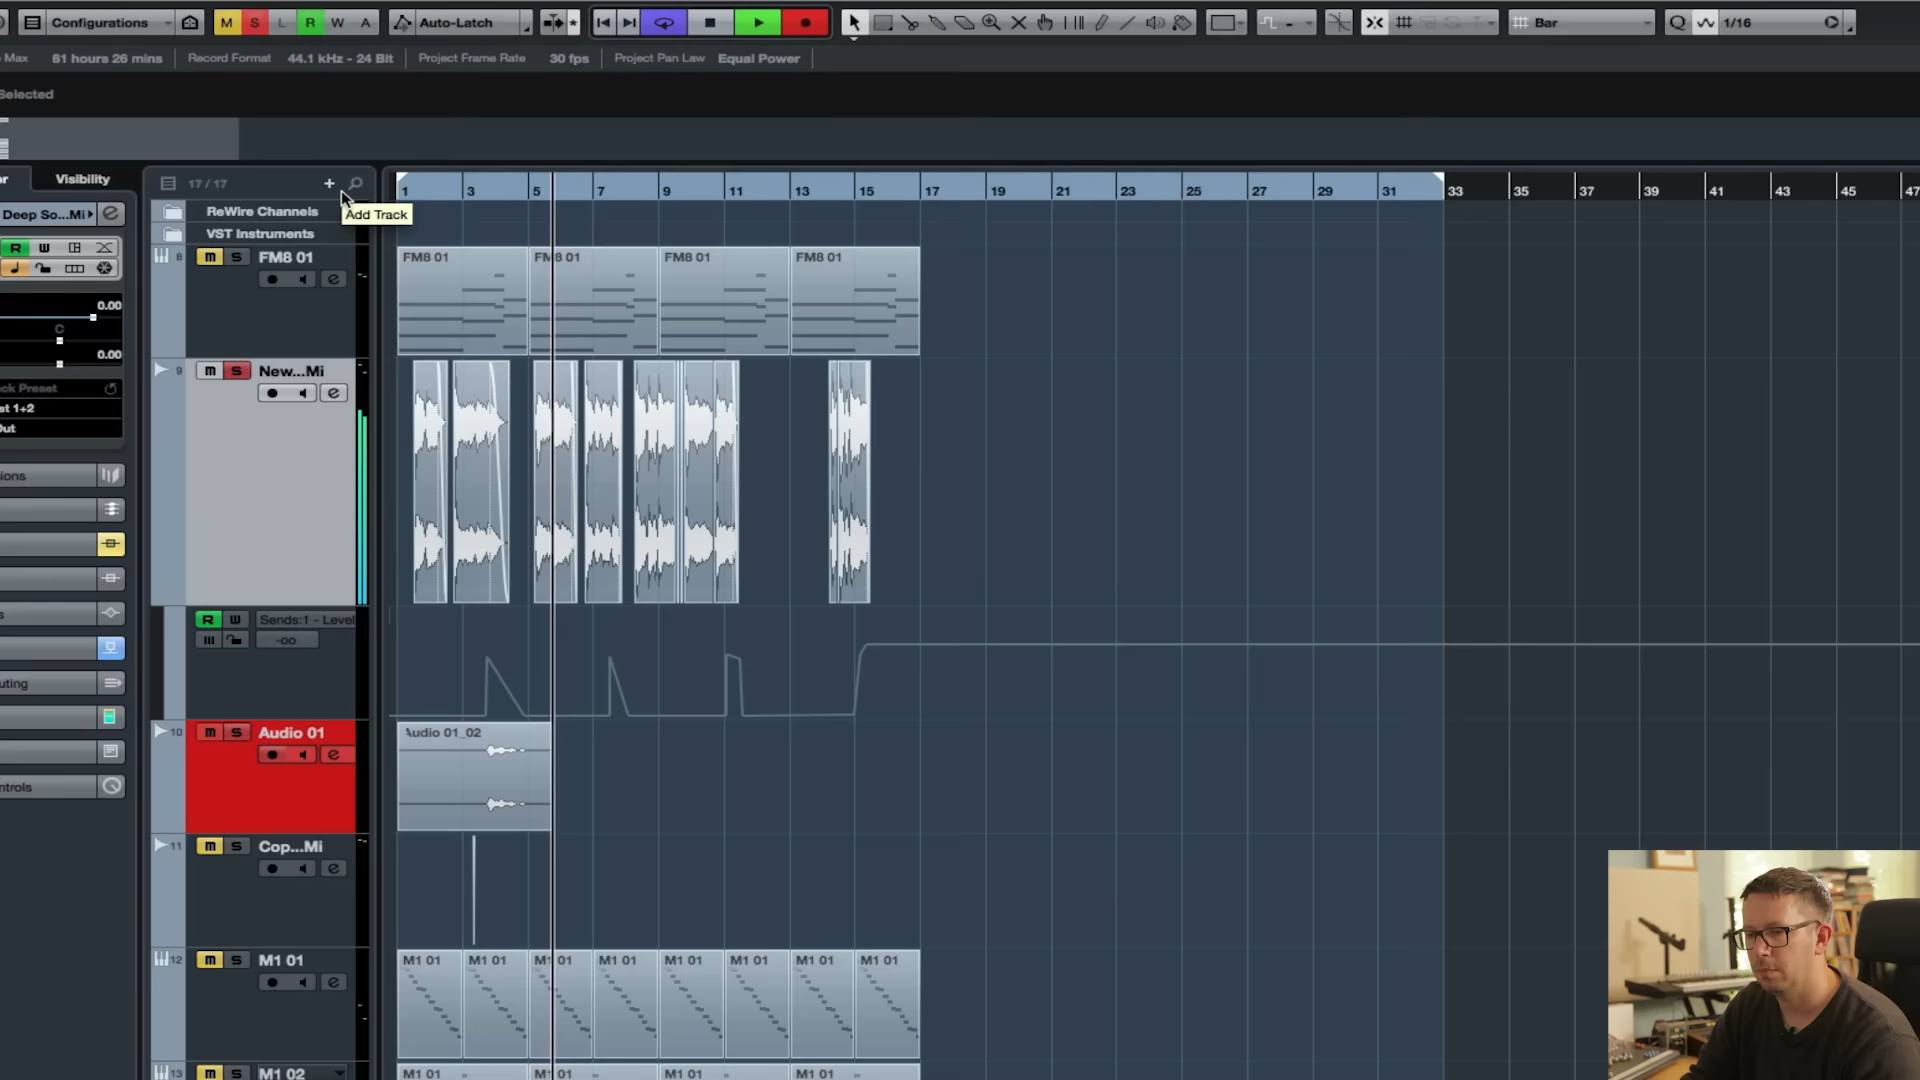 Configurations
M S L R W A
Auto-Latch
Bar
Q
1/16
Max
81 hours 26 mins
Record Format
44.1 kHz - 24 Bit
Project Frame Rate
30 fps
Project Pan Law
Equal Power
Selected
Visibility
17 / 17
+
Add Track
1 3 5 7 9 11 13 15 17 19 21 23 25 27 29 31 33 35 37 39 41 43 45 47
ReWire Channels
VST Instruments
Deep So...Mi
R W
0.00
C
0.00
ck Preset
st 1+2
Out
ions
uting
ntrols
8 m S FM8 01
FM8 01 FM8 01 FM8 01 FM8 01
9 m S New...Mi
R W Sends:1 - Level
-oo
10 m S Audio 01
Audio 01_02
11 m S Cop...Mi
12 m S M1 01
M1 01 M1 01 M1 01 M1 01 M1 01 M1 01 M1 01 M1 01
13 m S M1 02
M1 01 M1 01 M1 01 M1 01